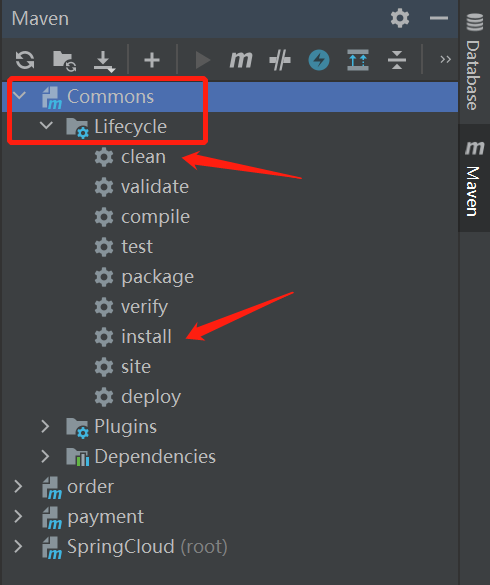 Maven
Commons
Lifecycle
clean
validate
compile
test
package
verify
install
site
deploy
Plugins
Dependencies
order
payment
SpringCloud (root)
Database
Maven